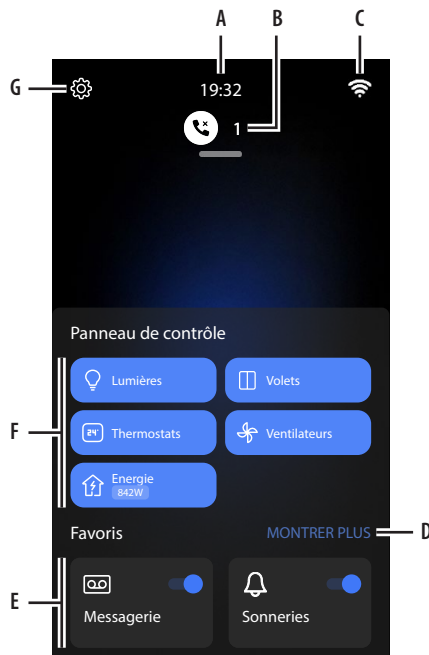 A B C
G 19:32
1
Panneau de contrôle
Lumières Volets
F 24° Thermostats Ventilateurs
Energie
842W
Favoris MONTRER PLUS D
E
Messagerie Sonneries